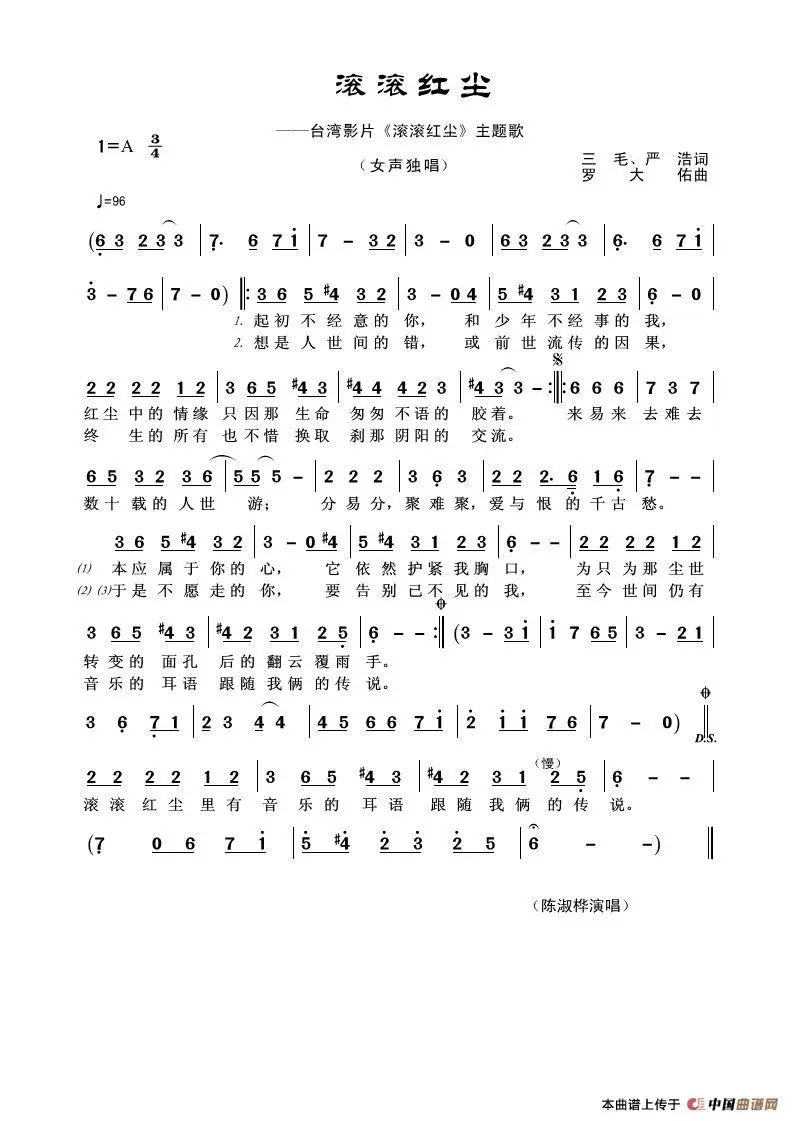 滚滚红尘
——台湾影片《滚滚红尘》主题歌
1=A 3/4
（女声独唱）
三毛、严浩词
罗大佑曲
♩=96
(6 3 2 3 3 | 7· 6 7 1 | 7 - 3 2 | 3 - 0 | 6 3 2 3 3 | 6· 6 7 1 |
3 - 7 6 | 7 - 0) ‖: 3 6 5 #4 3 2 | 3 - 0 4 | 5 #4 3 1 2 3 | 6 - 0
1. 起初不经意的你， 和少年不经事的我，
2. 想是人世间的错， 或前世流传的因果，
2 2 2 2 1 2 | 3 6 5 #4 3 | #4 4 4 2 3 | #4 3 3 - :‖: 6 6 6 | 7 3 7
红尘中的情缘只因那生命匆匆不语的胶着。 来易来去难去
终生的所有也不惜换取刹那阴阳的交流。
6 5 3 2 3 6 | 5 5 5 - | 2 2 2 | 3 6 3 | 2 2 2· 6 1 6 | 7 - -
数十载的人世游； 分易分，聚难聚，爱与恨的千古愁。
3 6 5 #4 3 2 | 3 - 0 #4 | 5 #4 3 1 2 3 | 6 - - | 2 2 2 2 1 2
(1) 本应属于你的心， 它依然护紧我胸口， 为只为那尘世
(2)(3)于是不愿走的你， 要告别已不见的我， 至今世间仍有
3 6 5 #4 3 | #4 2 3 1 2 5 | 6 - - :‖ (3 - 3 1 | 1 7 6 5 | 3 - 2 1 |
转变的面孔后的翻云覆雨手。
音乐的耳语跟随我俩的传说。
3 6 7 1 | 2 3 4 4 | 4 5 6 6 7 1 | 2 1 1 7 6 | 7 - 0) ‖
D.S.
（慢）
2 2 2 2 1 2 | 3 6 5 #4 3 | #4 2 3 1 2 5 | 6 - -
滚滚红尘里有音乐的耳语跟随我俩的传说。
(7 0 6 7 1 | 5 #4 2 3 2 5 | 6 - -) ‖
（陈淑桦演唱）
本曲谱上传于 中国曲谱网